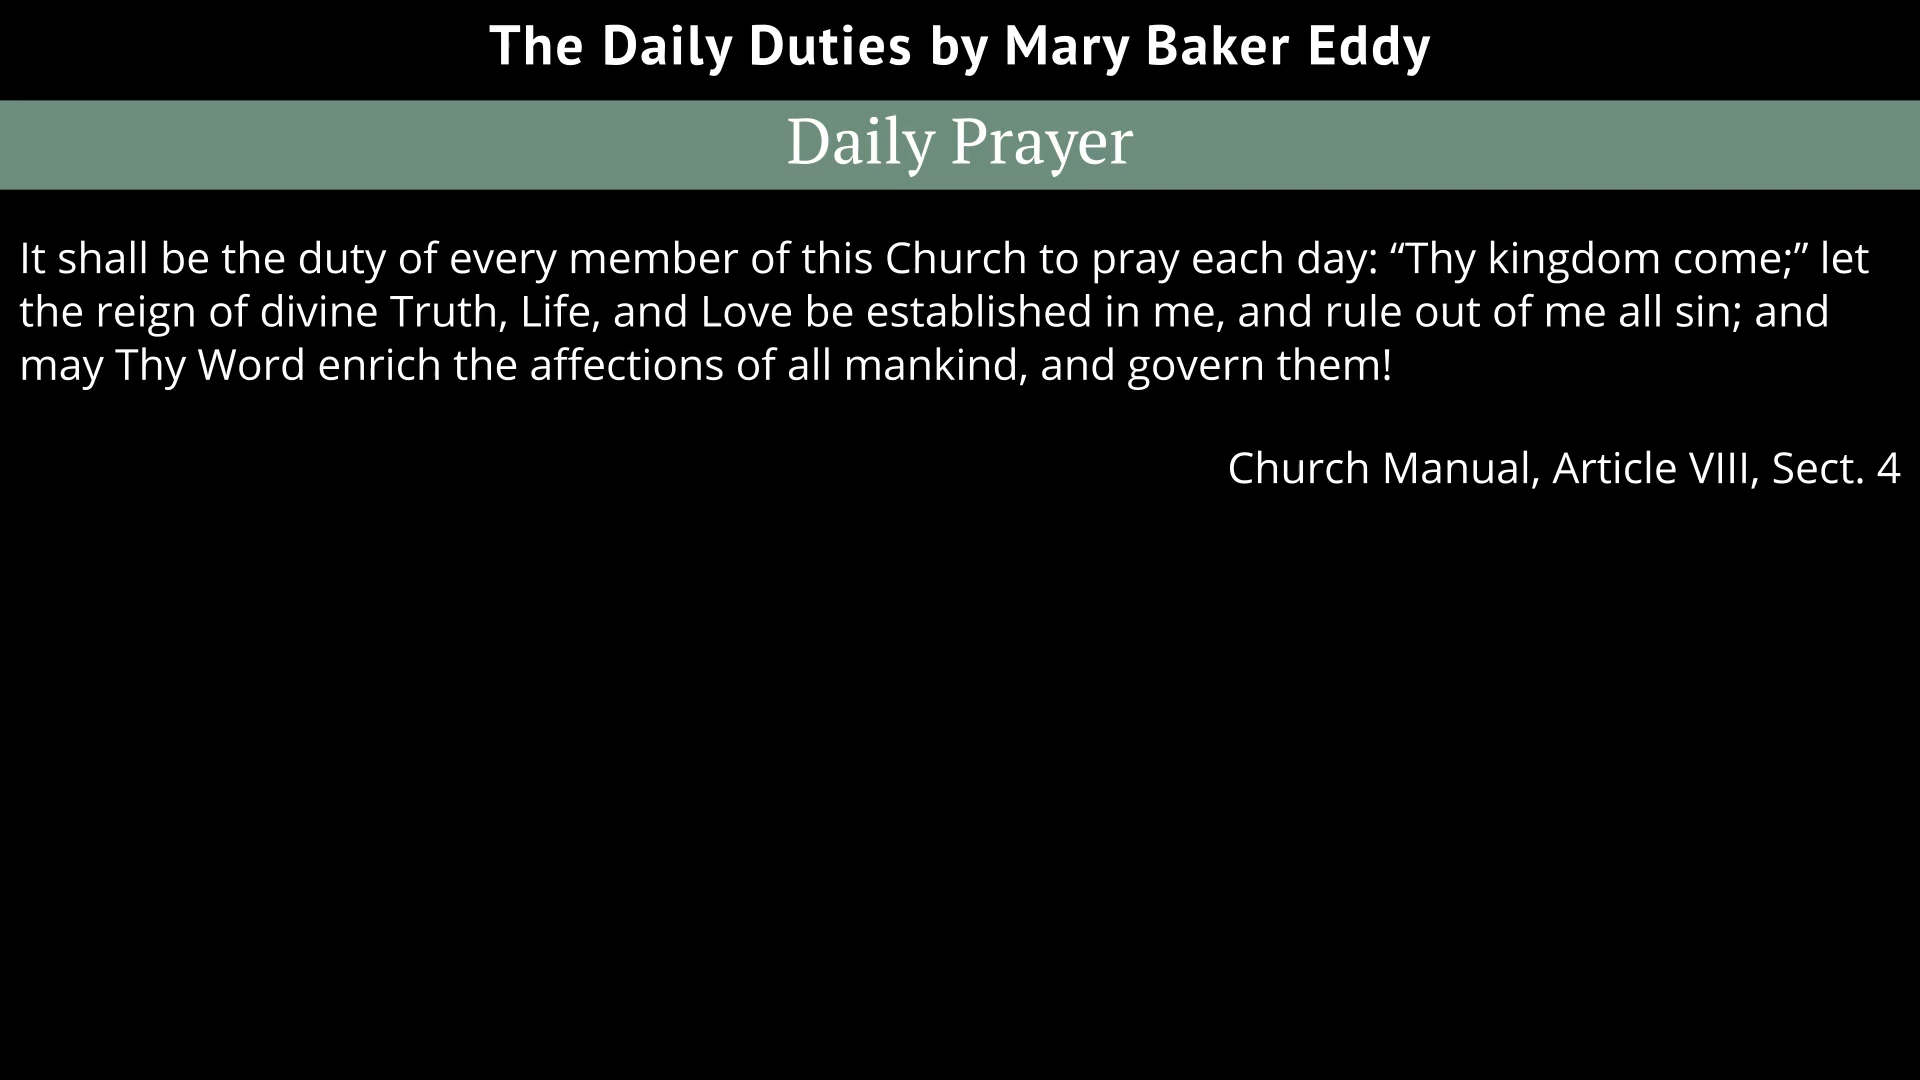 The Daily Duties by Mary Baker Eddy
Daily Prayer
It shall be the duty of every member of this Church to pray each day: “Thy kingdom come;” let
the reign of divine Truth, Life, and Love be established in me, and rule out of me all sin; and
may Thy Word enrich the affections of all mankind, and govern them!
Church Manual, Article VIII, Sect. 4